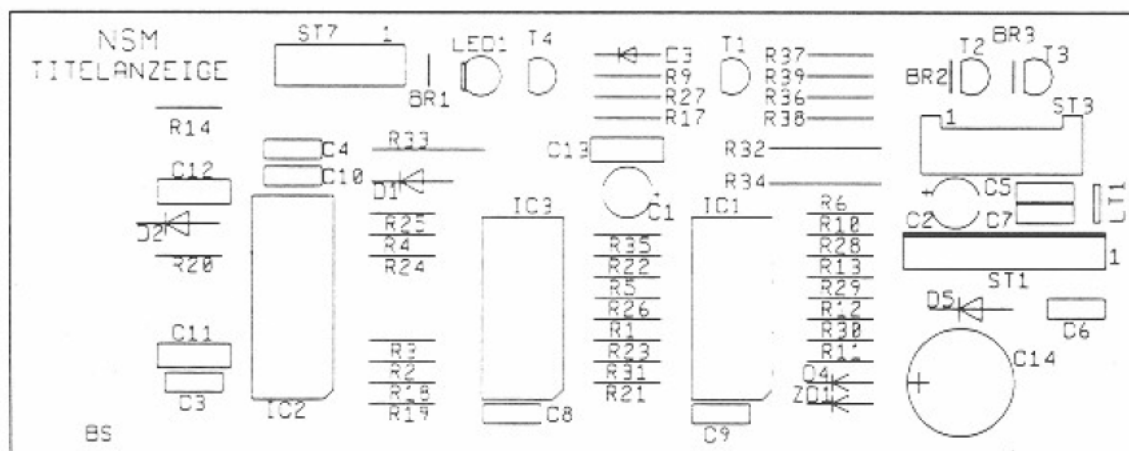 NSM
TITELANZEIGE
ST7 1
LED1
T4
BR1
C3
R9
R27
R17
T1
R37
R39
R36
R38
BR2
T2
BR3
T3
1 ST3
R14
C4
C10
R33
C13
R32
R34
C12
D1
C1
C5
C7
C2
LT1
D2
R20
R25
R4
R24
IC3
IC1
R35
R22
R5
R26
R1
R23
R31
R21
R6
R10
R28
R13
R29
R12
R30
R11
D4
ZD1
1
ST1
D5
C6
C14
C11
C3
IC2
R3
R2
R18
R19
C8
C9
BS